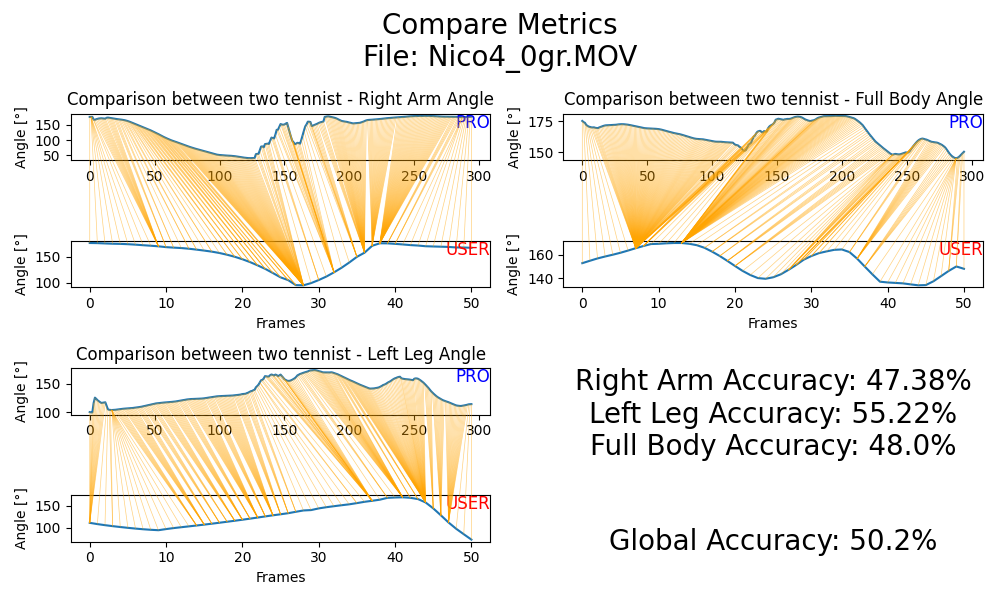 Compare Metrics
File: Nico4_0gr.MOV
Comparison between two tennist - Right Arm Angle
Angle [°]
150
100
50
PRO
0
50
100
150
200
250
300
Angle [°]
150
100
USER
0
10
20
30
40
50
Frames
Comparison between two tennist - Full Body Angle
Angle [°]
175
150
PRO
0
50
100
150
200
250
300
Angle [°]
160
140
USER
0
10
20
30
40
50
Frames
Comparison between two tennist - Left Leg Angle
Angle [°]
150
100
PRO
0
50
100
150
200
250
300
Angle [°]
150
100
USER
0
10
20
30
40
50
Frames
Right Arm Accuracy: 47.38%
Left Leg Accuracy: 55.22%
Full Body Accuracy: 48.0%
Global Accuracy: 50.2%